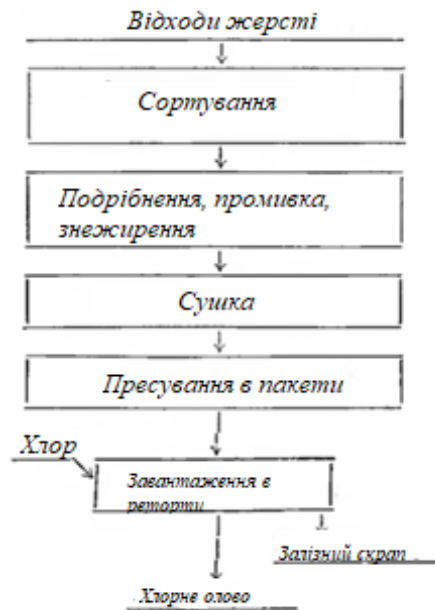 Відходи жерсті
Сортування
Подрібнення, промивка,
знежирення
Сушка
Пресування в пакети
Хлор
Завантаження в
реторти
Залізний скрап
Хлорне олово